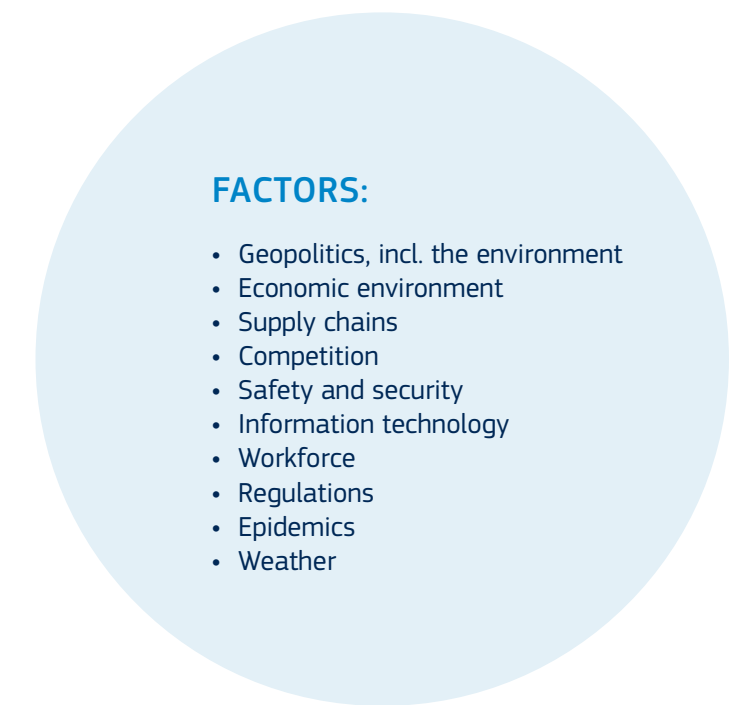 FACTORS:
• Geopolitics, incl. the environment
• Economic environment
• Supply chains
• Competition
• Safety and security
• Information technology
• Workforce
• Regulations
• Epidemics
• Weather